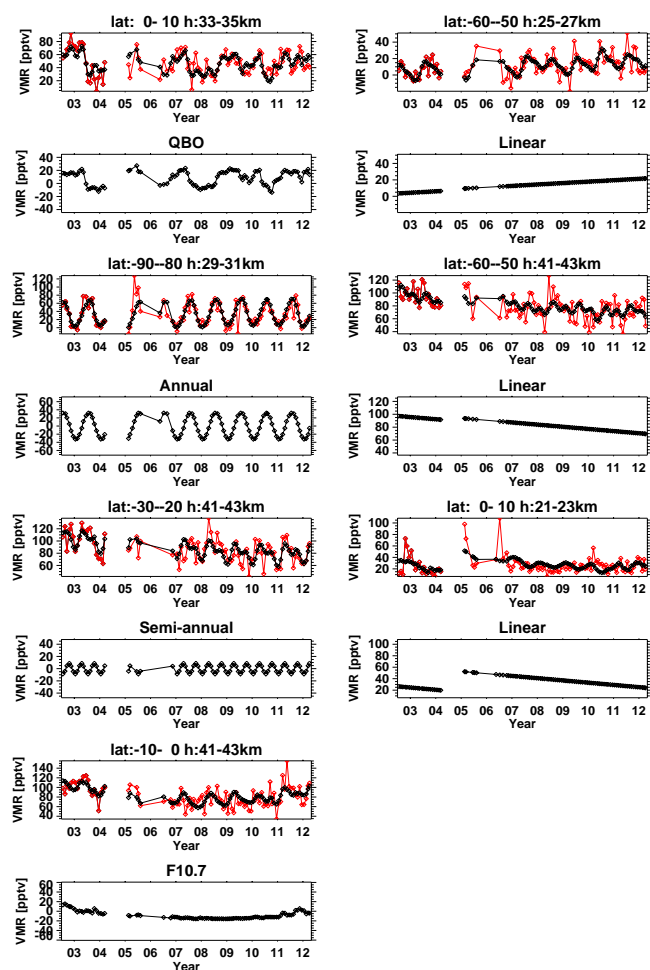 lat: 0- 10 h:33-35km
VMR [pptv]
80
60
40
20
03 04 05 06 07 08 09 10 11 12
Year
lat:-60--50 h:25-27km
VMR [pptv]
40
20
0
03 04 05 06 07 08 09 10 11 12
Year
QBO
VMR [pptv]
40
20
0
-20
-40
03 04 05 06 07 08 09 10 11 12
Year
Linear
VMR [pptv]
40
20
0
03 04 05 06 07 08 09 10 11 12
Year
lat:-90--80 h:29-31km
VMR [pptv]
120
100
80
60
40
20
0
03 04 05 06 07 08 09 10 11 12
Year
lat:-60--50 h:41-43km
VMR [pptv]
120
100
80
60
40
03 04 05 06 07 08 09 10 11 12
Year
Annual
VMR [pptv]
60
40
20
0
-20
-40
-60
03 04 05 06 07 08 09 10 11 12
Year
Linear
VMR [pptv]
120
100
80
60
40
03 04 05 06 07 08 09 10 11 12
Year
lat:-30--20 h:41-43km
VMR [pptv]
120
100
80
60
03 04 05 06 07 08 09 10 11 12
Year
lat: 0- 10 h:21-23km
VMR [pptv]
100
80
60
40
20
03 04 05 06 07 08 09 10 11 12
Year
Semi-annual
VMR [pptv]
40
20
0
-20
-40
03 04 05 06 07 08 09 10 11 12
Year
Linear
VMR [pptv]
100
80
60
40
20
03 04 05 06 07 08 09 10 11 12
Year
lat:-10- 0 h:41-43km
VMR [pptv]
140
120
100
80
60
40
03 04 05 06 07 08 09 10 11 12
Year
F10.7
VMR [pptv]
60
40
20
0
-20
-40
-60
03 04 05 06 07 08 09 10 11 12
Year